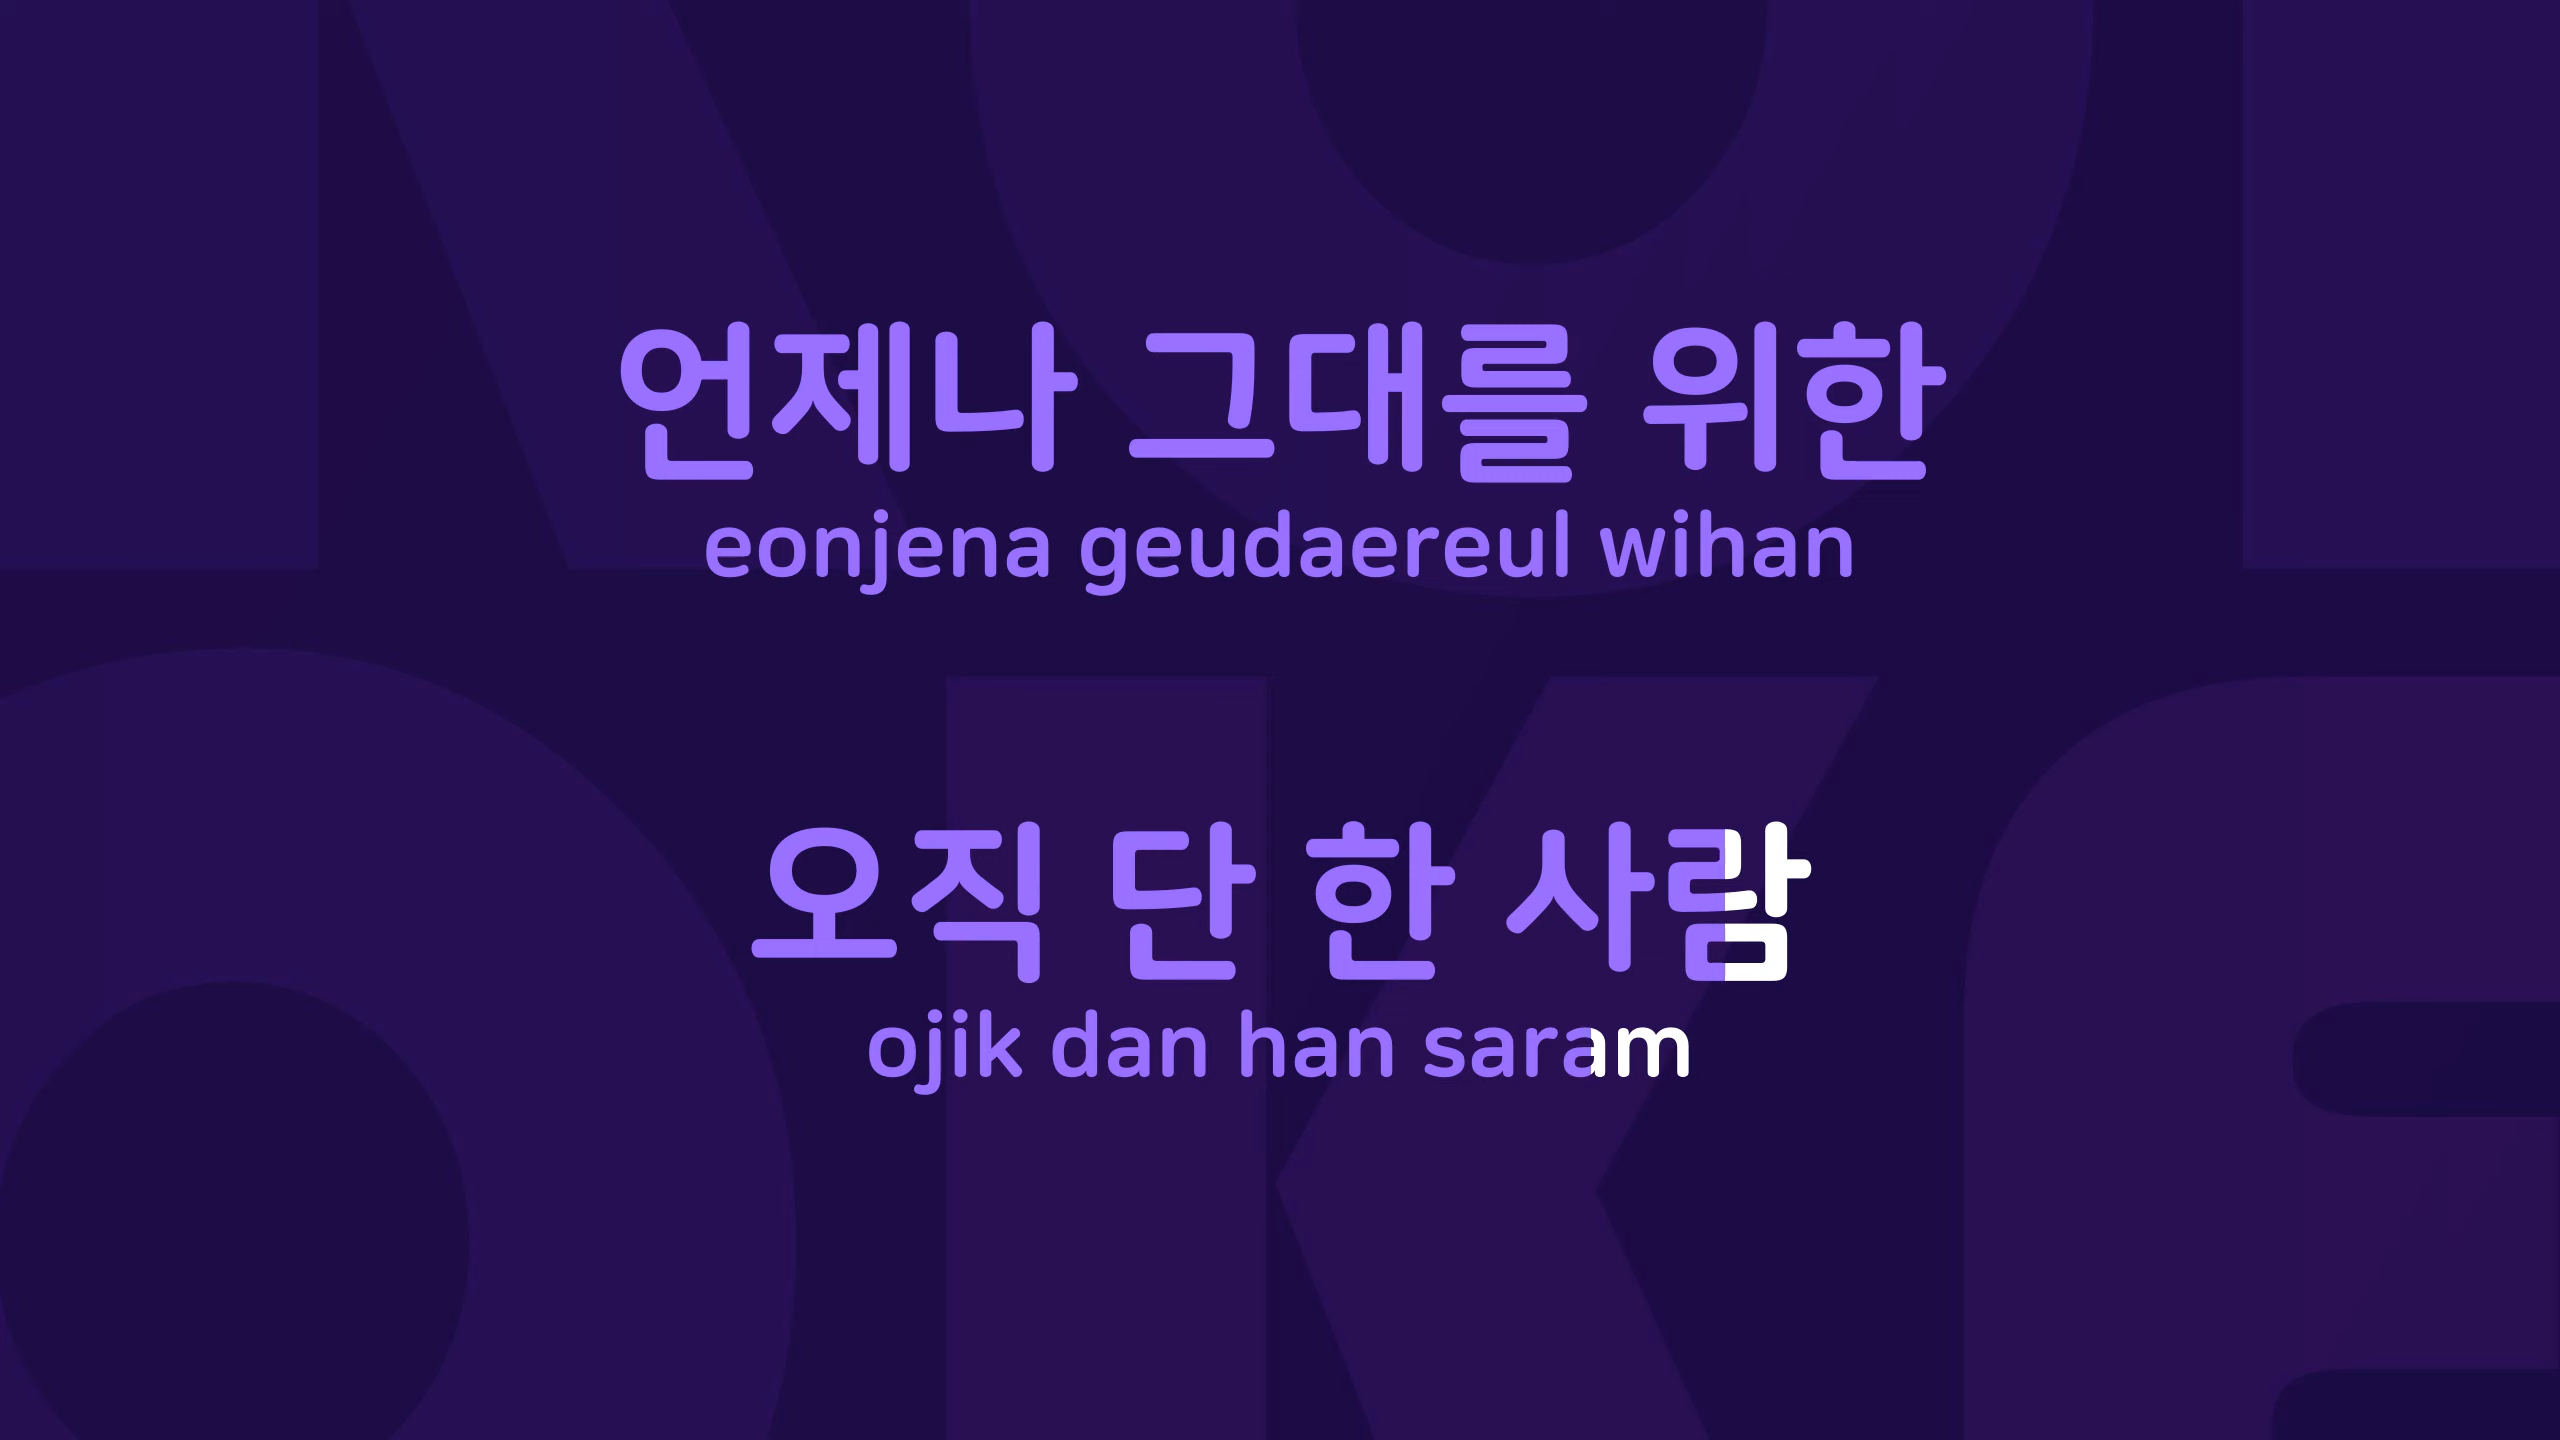 언제나 그대를 위한
eonjena geudaereul wihan
오직 단 한 사람
ojik dan han saram